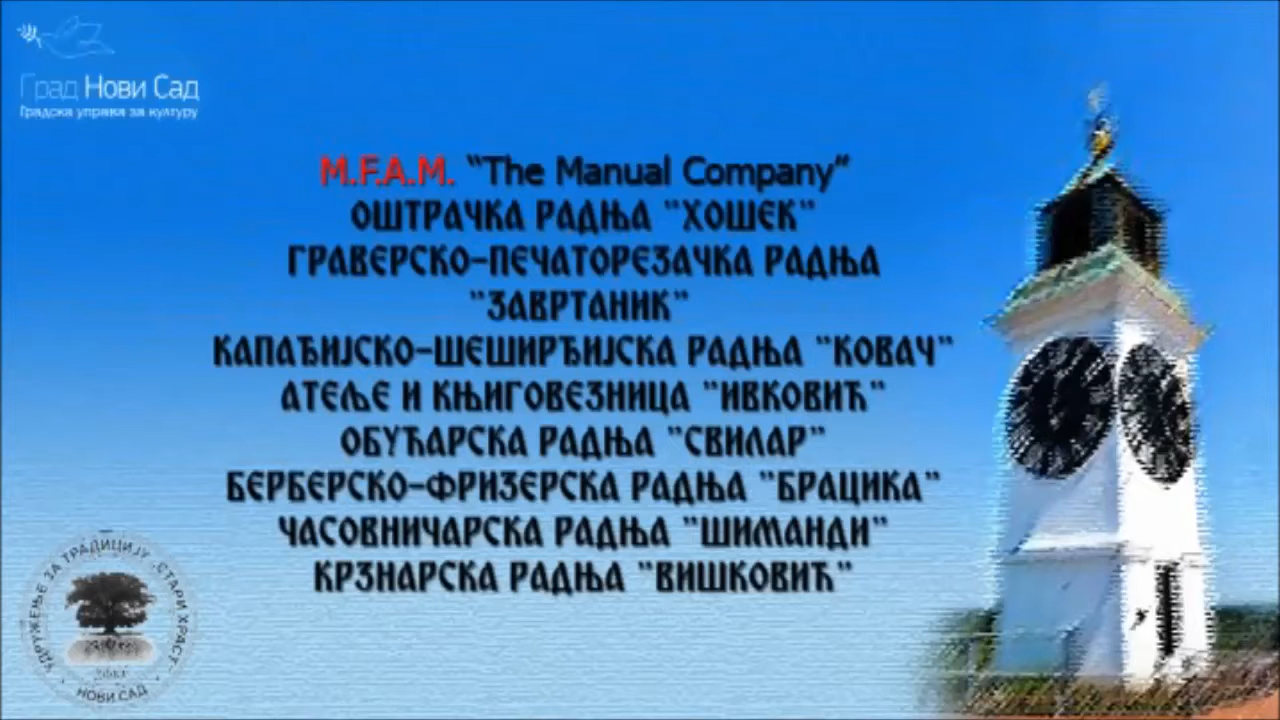 Град Нови Сад
Градска управа за културу
M.F.A.M. “The Manual Company”
ОШТРАЧКА РАДЊА "ХОШЕК"
ГРАВЕРСКО-ПЕЧАТОРЕЗАЧКА РАДЊА
"ЗАВРТАНИК"
КАПАЂИЈСКО-ШЕШИРЂИЈСКА РАДЊА "КОВАЧ"
АТЕЉЕ И КЊИГОВЕЗНИЦА "ИВКОВИЋ"
ОБУЋАРСКА РАДЊА "СВИЛАР"
БЕРБЕРСКО-ФРИЗЕРСКА РАДЊА "БРАЦИКА"
ЧАСОВНИЧАРСКА РАДЊА "ШИМАНДИ"
КРЗНАРСКА РАДЊА "ВИШКОВИЋ"
УДРУЖЕЊЕ ЗА ТРАДИЦИЈУ СТАРИ ХРАСТ
НОВИ САД